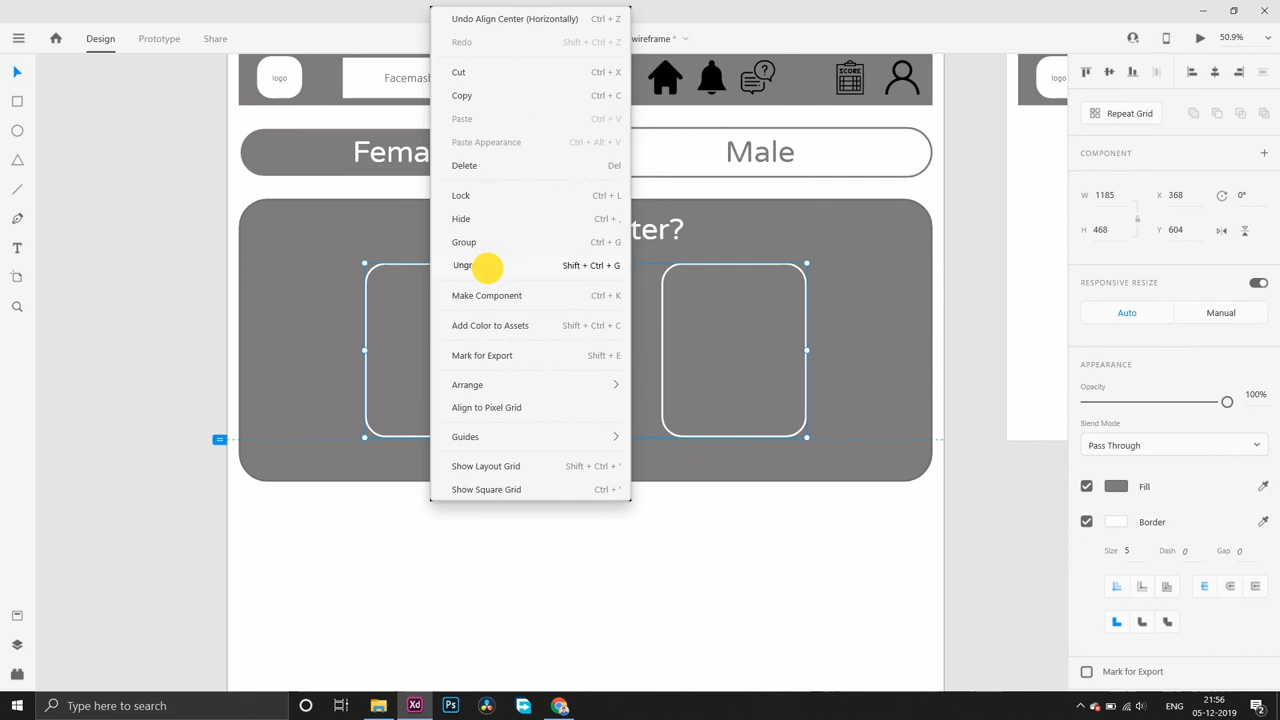 Undo Align Center (Horizontally) Ctrl + Z
Design Prototype Share
wireframe *
50.9%
Redo Shift + Ctrl + Z
logo
Facemas
SCORE
logo
Cut Ctrl + X
Copy Ctrl + C
Paste Ctrl + V
Paste Appearance Ctrl + Alt + V
Delete Del
Lock Ctrl + L
Hide Ctrl + ,
Group Ctrl + G
Ungr Shift + Ctrl + G
Make Component Ctrl + K
Add Color to Assets Shift + Ctrl + C
Mark for Export Shift + E
Arrange
Align to Pixel Grid
Guides
Show Layout Grid Shift + Ctrl + '
Show Square Grid Ctrl + '
Fema
Male
ter?
Repeat Grid
COMPONENT
W 1185 X 368 0°
H 468 Y 604
RESPONSIVE RESIZE
Auto Manual
APPEARANCE
Opacity
100%
Blend Mode
Pass Through
Fill
Border
Size 5 Dash 0 Gap 0
Mark for Export
Type here to search
Xd
Ps
ENG
21:56
05-12-2019
2